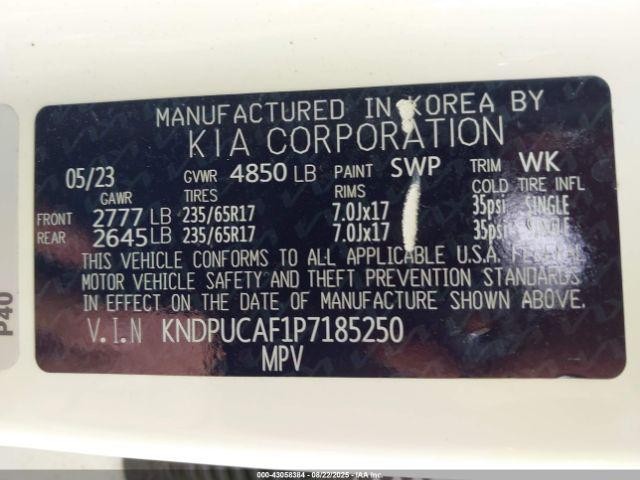 MANUFACTURED IN KOREA BY
KIA CORPORATION
05/23 GVWR 4850 LB PAINT SWP TRIM WK
GAWR TIRES RIMS COLD TIRE INFL
FRONT 2777 LB 235/65R17 7.0Jx17 35psi SINGLE
REAR 2645 LB 235/65R17 7.0Jx17 35psi SINGLE
THIS VEHICLE CONFORMS TO ALL APPLICABLE U.S.A. FEDERAL
MOTOR VEHICLE SAFETY AND THEFT PREVENTION STANDARDS
IN EFFECT ON THE DATE OF MANUFACTURE SHOWN ABOVE.
V.I.N KNDPUCAF1P7185250
MPV
P40
000-43058384 - 08/22/2025 - IAA Inc.